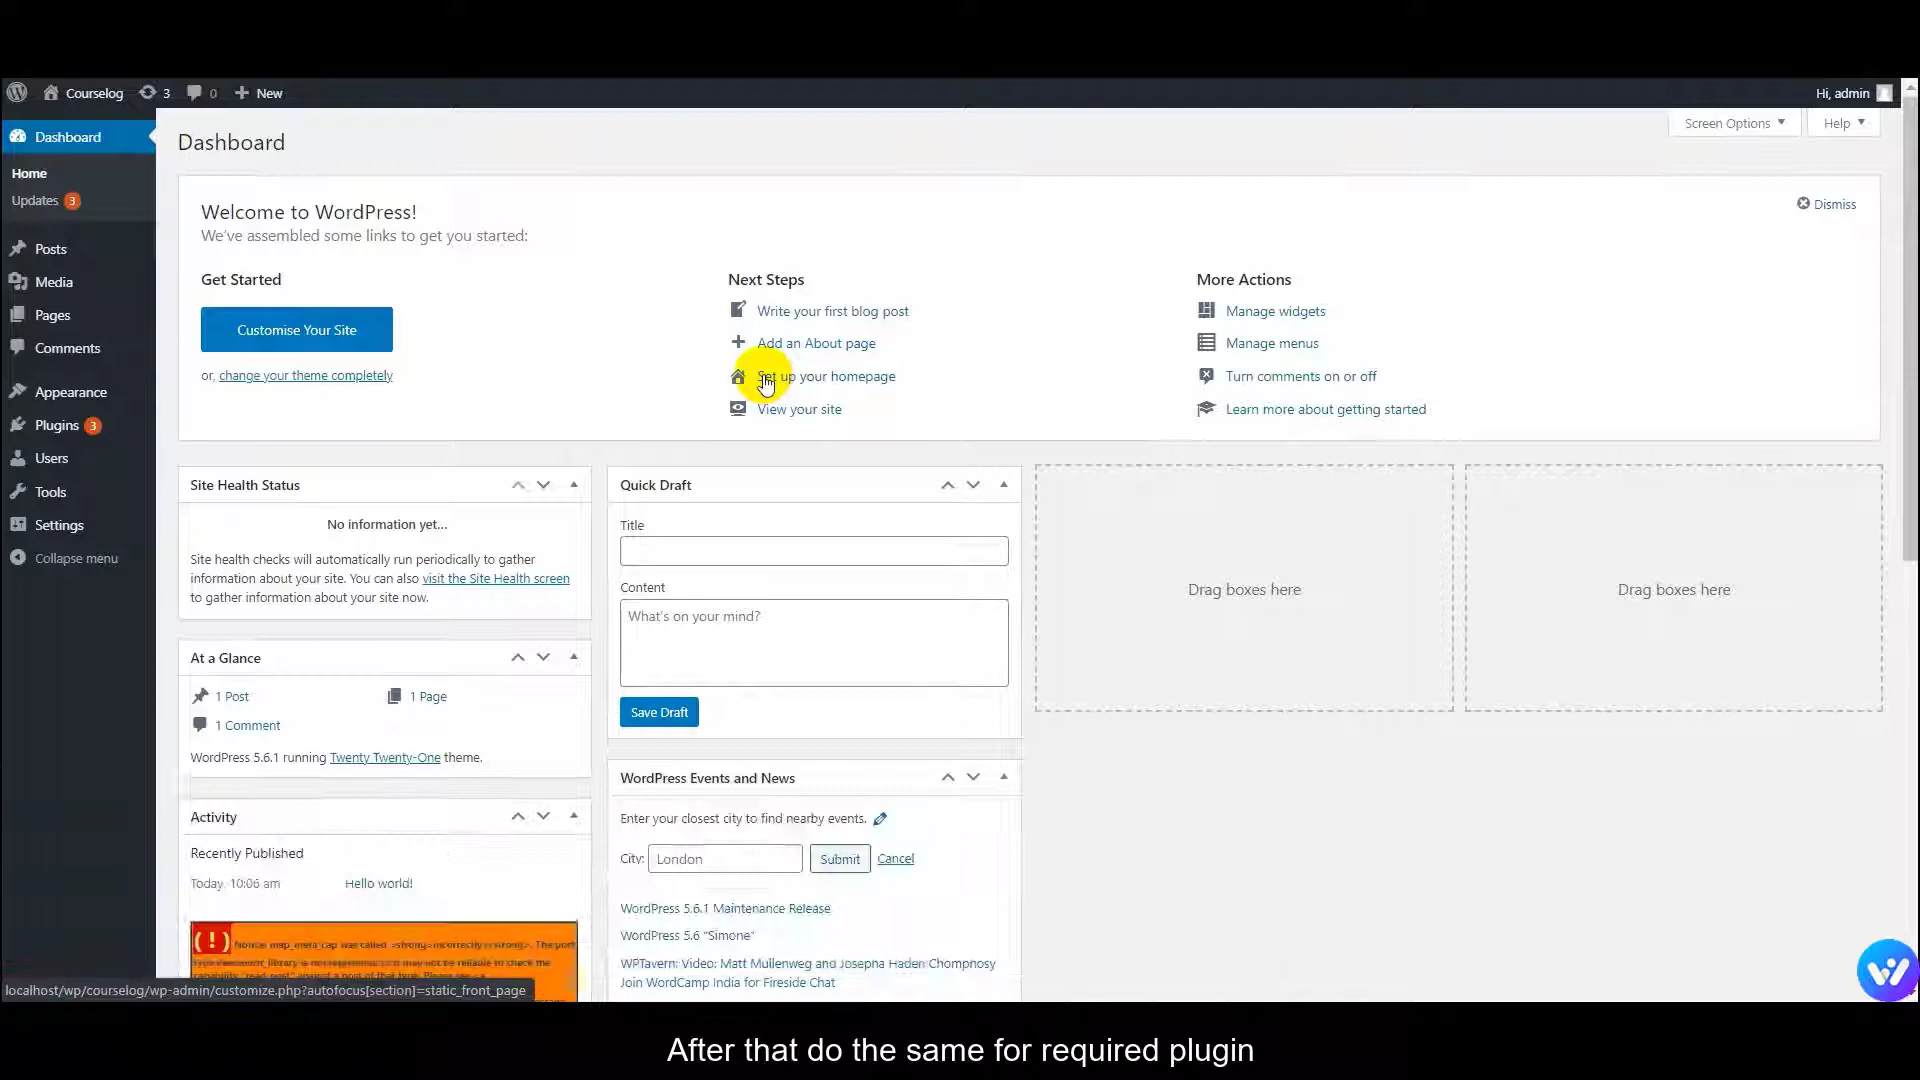 Courselog 3 0 New
Hi, admin
Dashboard
Home
Updates 3
Posts
Media
Pages
Comments
Appearance
Plugins 3
Users
Tools
Settings
Collapse menu
Dashboard
Screen Options
Help
Welcome to WordPress!
We've assembled some links to get you started:
Dismiss
Get Started
Customise Your Site
or, change your theme completely
Next Steps
Write your first blog post
Add an About page
Set up your homepage
View your site
More Actions
Manage widgets
Manage menus
Turn comments on or off
Learn more about getting started
Site Health Status
No information yet...
Site health checks will automatically run periodically to gather
information about your site. You can also visit the Site Health screen
to gather information about your site now.
At a Glance
1 Post
1 Page
1 Comment
WordPress 5.6.1 running Twenty Twenty-One theme.
Activity
Recently Published
Today, 10:06 am
Hello world!
(!) Notice: map_meta_cap was called <strong>incorrectly</strong>. The post
Quick Draft
Title
Content
What's on your mind?
Save Draft
WordPress Events and News
Enter your closest city to find nearby events.
City: London Submit Cancel
WordPress 5.6.1 Maintenance Release
WordPress 5.6 "Simone"
WPTavern: Video: Matt Mullenweg and Josepha Haden Chomphosy
Join WordCamp India for Fireside Chat
Drag boxes here
Drag boxes here
localhost/wp/courselog/wp-admin/customize.php?autofocus[section]=static_front_page
After that do the same for required plugin